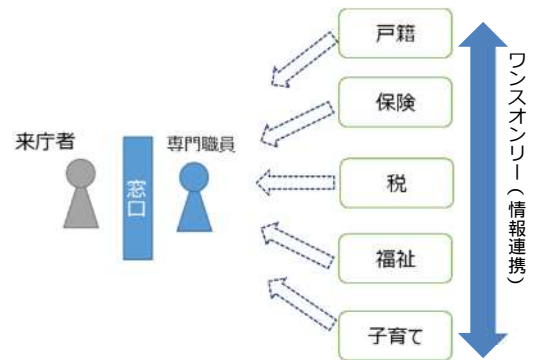 戸籍
保険
来庁者
専門職員
窓口
税
福祉
子育て
ワンスオンリー(情報連携)